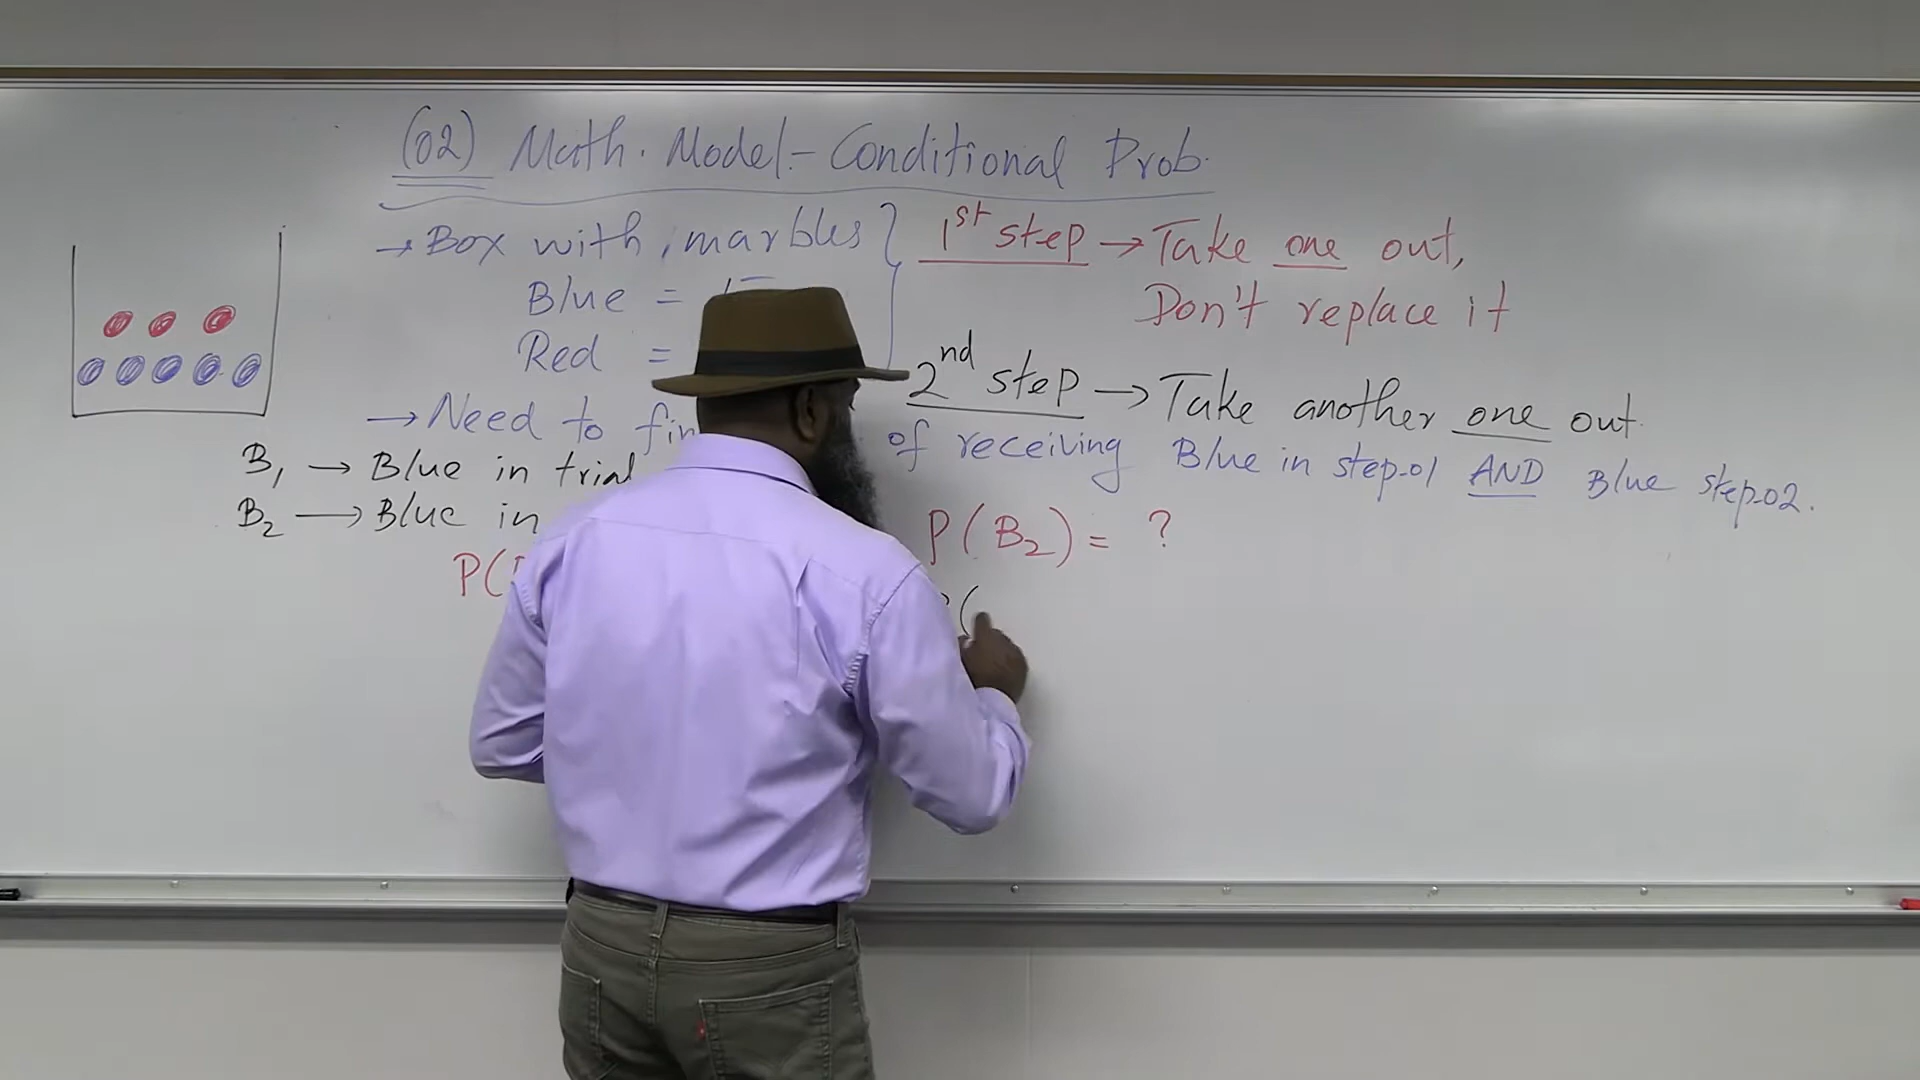 (02) Math. Model - Conditional Prob.
→ Box with marbles
Blue =
Red =
1st step → Take one out,
Don't replace it
2nd step → Take another one out.
→ Need to
of receiving Blue in step-01 AND Blue step-02.
B1 → Blue in trial
B2 → Blue in
P(
P(B2) = ?
(